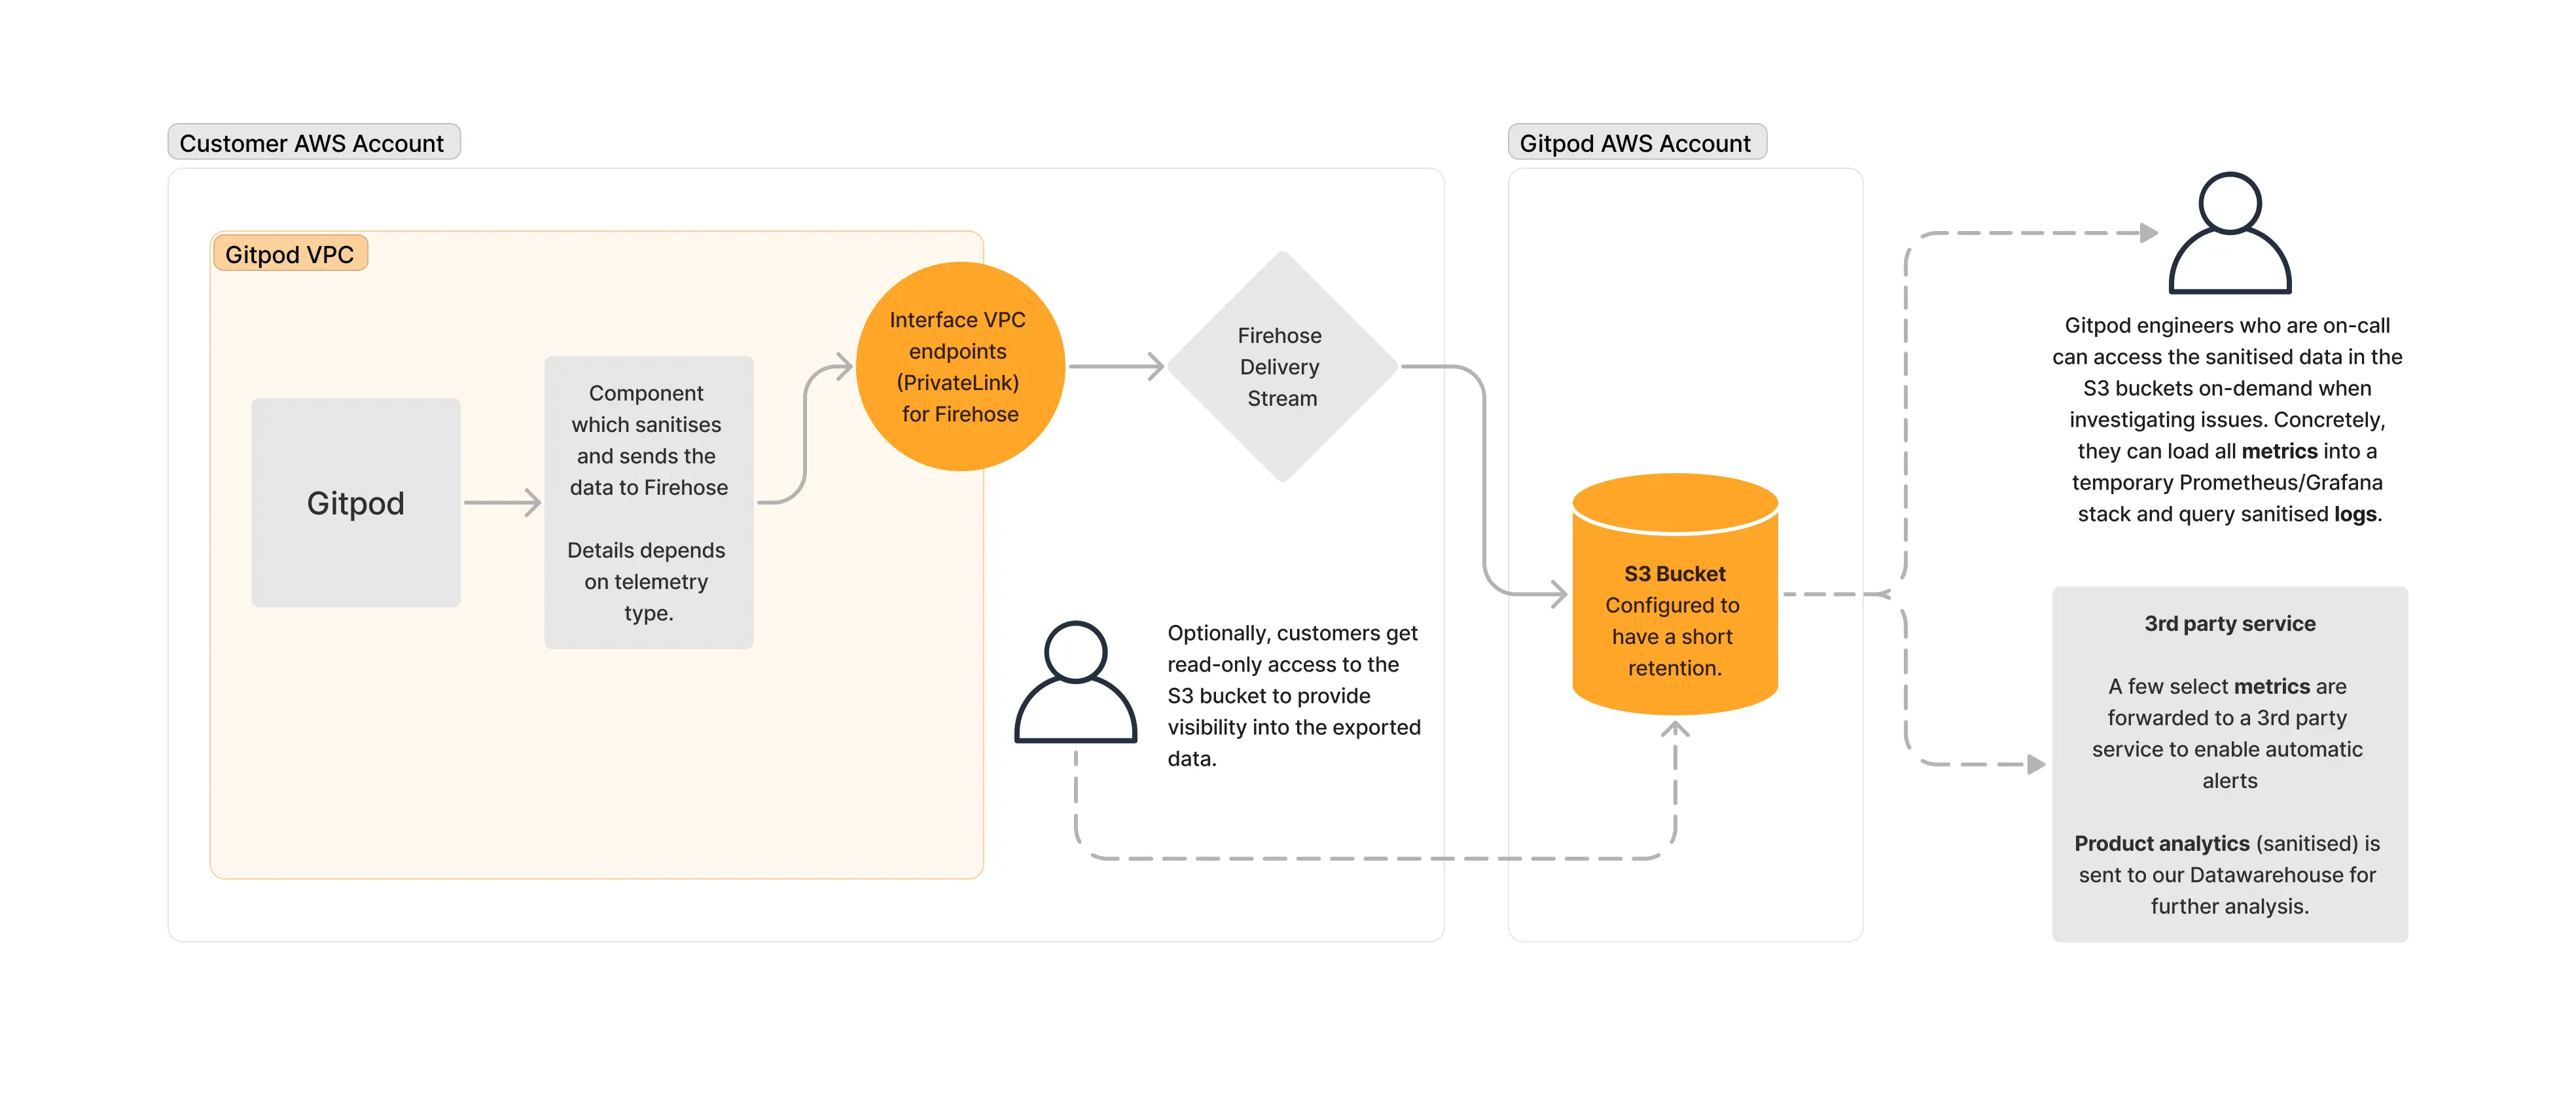 Customer AWS Account
Gitpod VPC
Gitpod
Component
which sanitises
and sends the
data to Firehose
Details depends
on telemetry
type.
Interface VPC
endpoints
(PrivateLink)
for Firehose
Firehose
Delivery
Stream
Optionally, customers get
read-only access to the
S3 bucket to provide
visibility into the exported
data.
Gitpod AWS Account
S3 Bucket
Configured to
have a short
retention.
Gitpod engineers who are on-call
can access the sanitised data in the
S3 buckets on-demand when
investigating issues. Concretely,
they can load all metrics into a
temporary Prometheus/Grafana
stack and query sanitised logs.
3rd party service
A few select metrics are
forwarded to a 3rd party
service to enable automatic
alerts
Product analytics (sanitised) is
sent to our Datawarehouse for
further analysis.